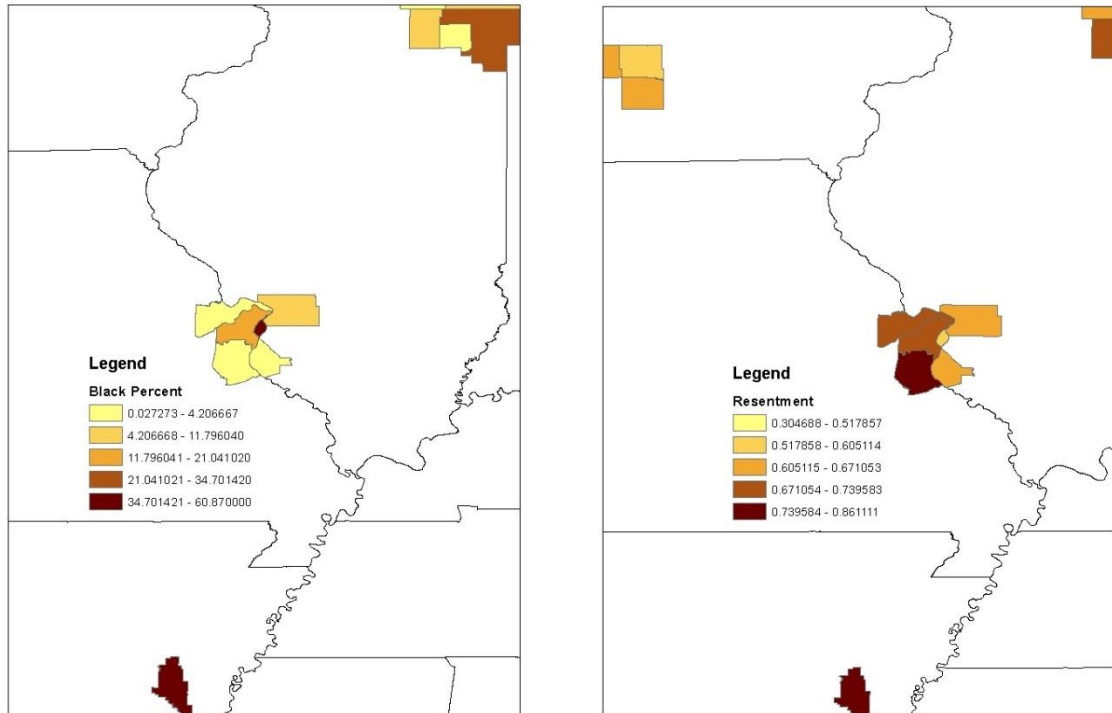 Legend
Black Percent
0.027273 - 4.206667
4.206668 - 11.796040
11.796041 - 21.041020
21.041021 - 34.701420
34.701421 - 60.870000
Legend
Resentment
0.304688 - 0.517857
0.517858 - 0.605114
0.605115 - 0.671053
0.671054 - 0.739583
0.739584 - 0.861111